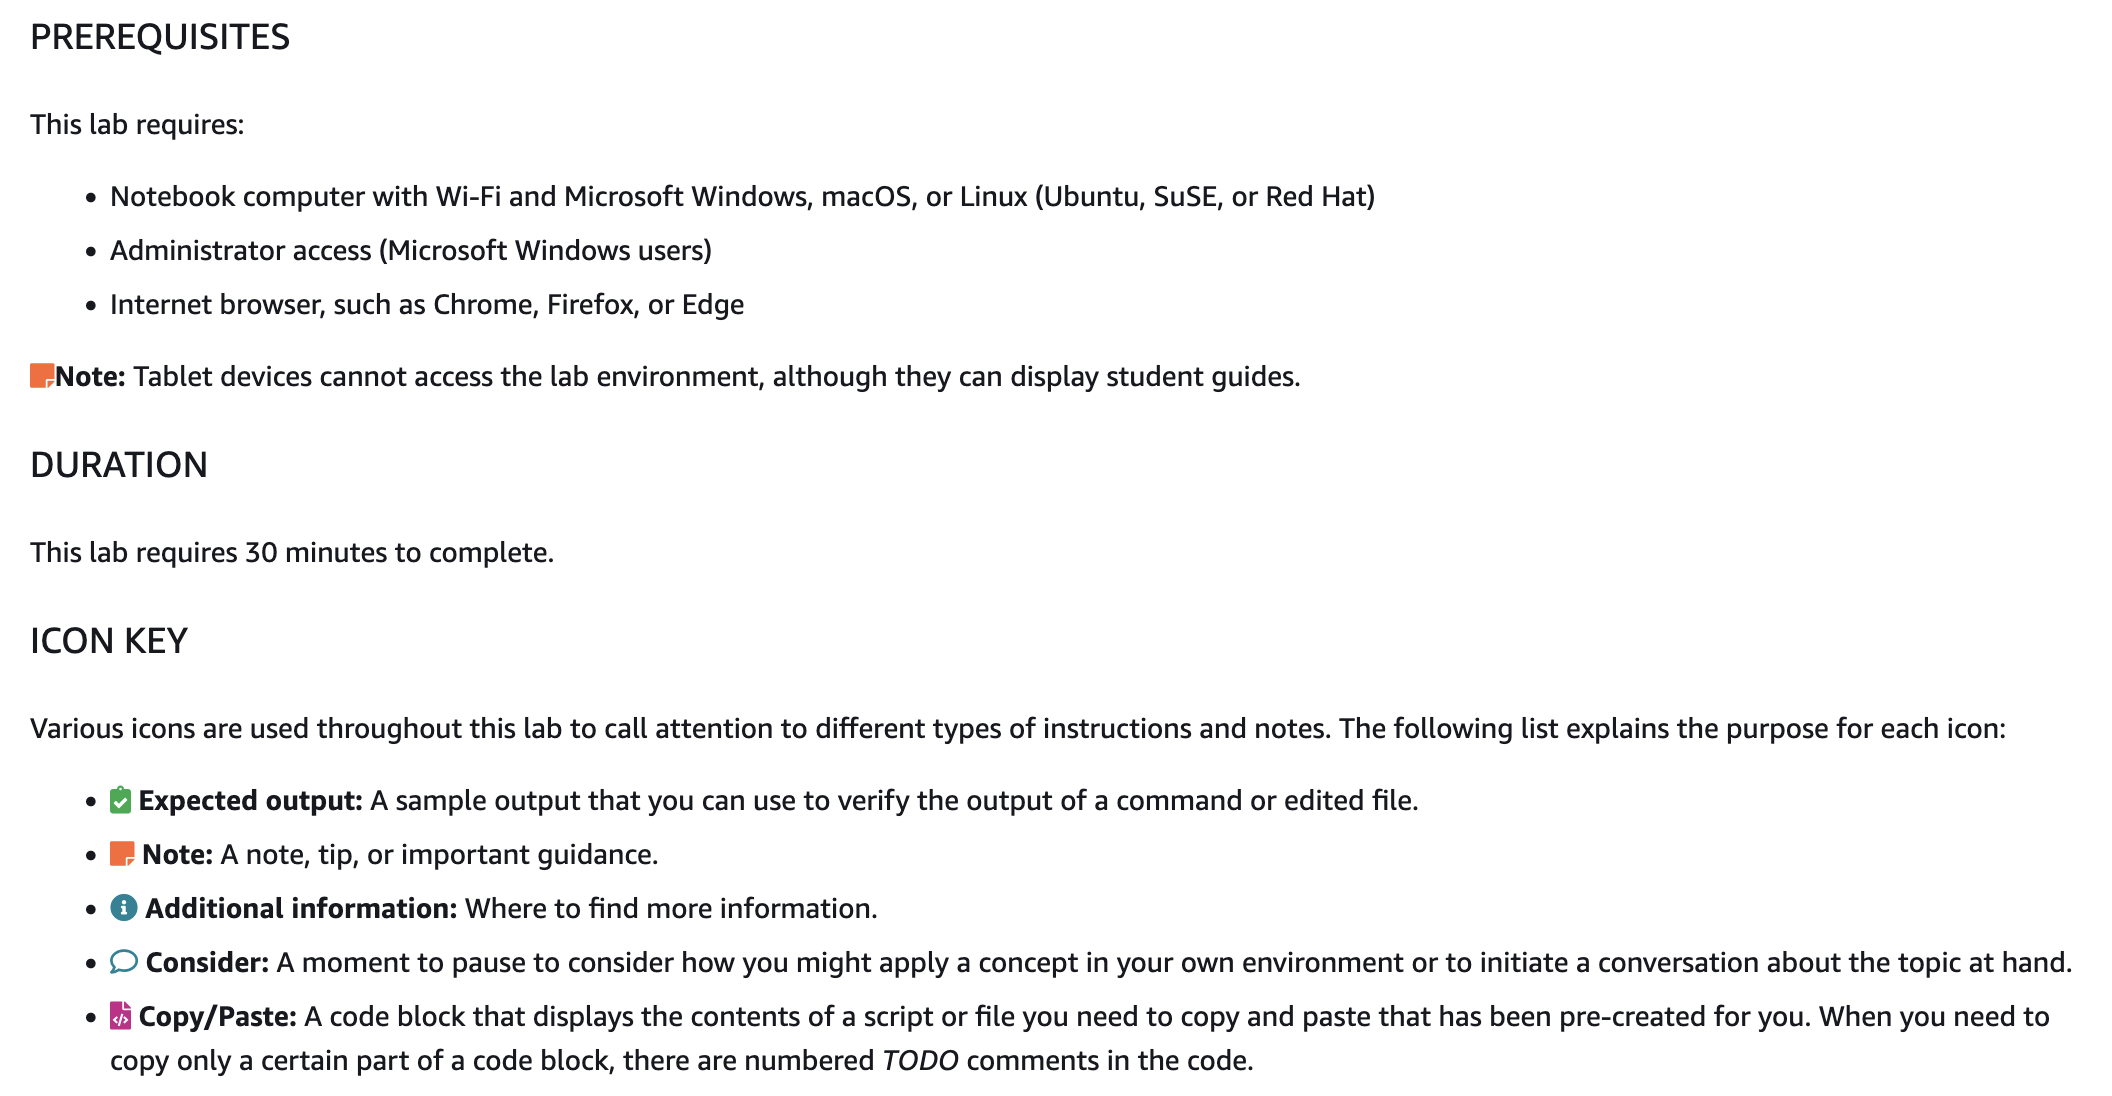 PREREQUISITES
This lab requires:
• Notebook computer with Wi-Fi and Microsoft Windows, macOS, or Linux (Ubuntu, SuSE, or Red Hat)
• Administrator access (Microsoft Windows users)
• Internet browser, such as Chrome, Firefox, or Edge
Note: Tablet devices cannot access the lab environment, although they can display student guides.
DURATION
This lab requires 30 minutes to complete.
ICON KEY
Various icons are used throughout this lab to call attention to different types of instructions and notes. The following list explains the purpose for each icon:
• Expected output: A sample output that you can use to verify the output of a command or edited file.
• Note: A note, tip, or important guidance.
• Additional information: Where to find more information.
• Consider: A moment to pause to consider how you might apply a concept in your own environment or to initiate a conversation about the topic at hand.
• Copy/Paste: A code block that displays the contents of a script or file you need to copy and paste that has been pre-created for you. When you need to
copy only a certain part of a code block, there are numbered TODO comments in the code.